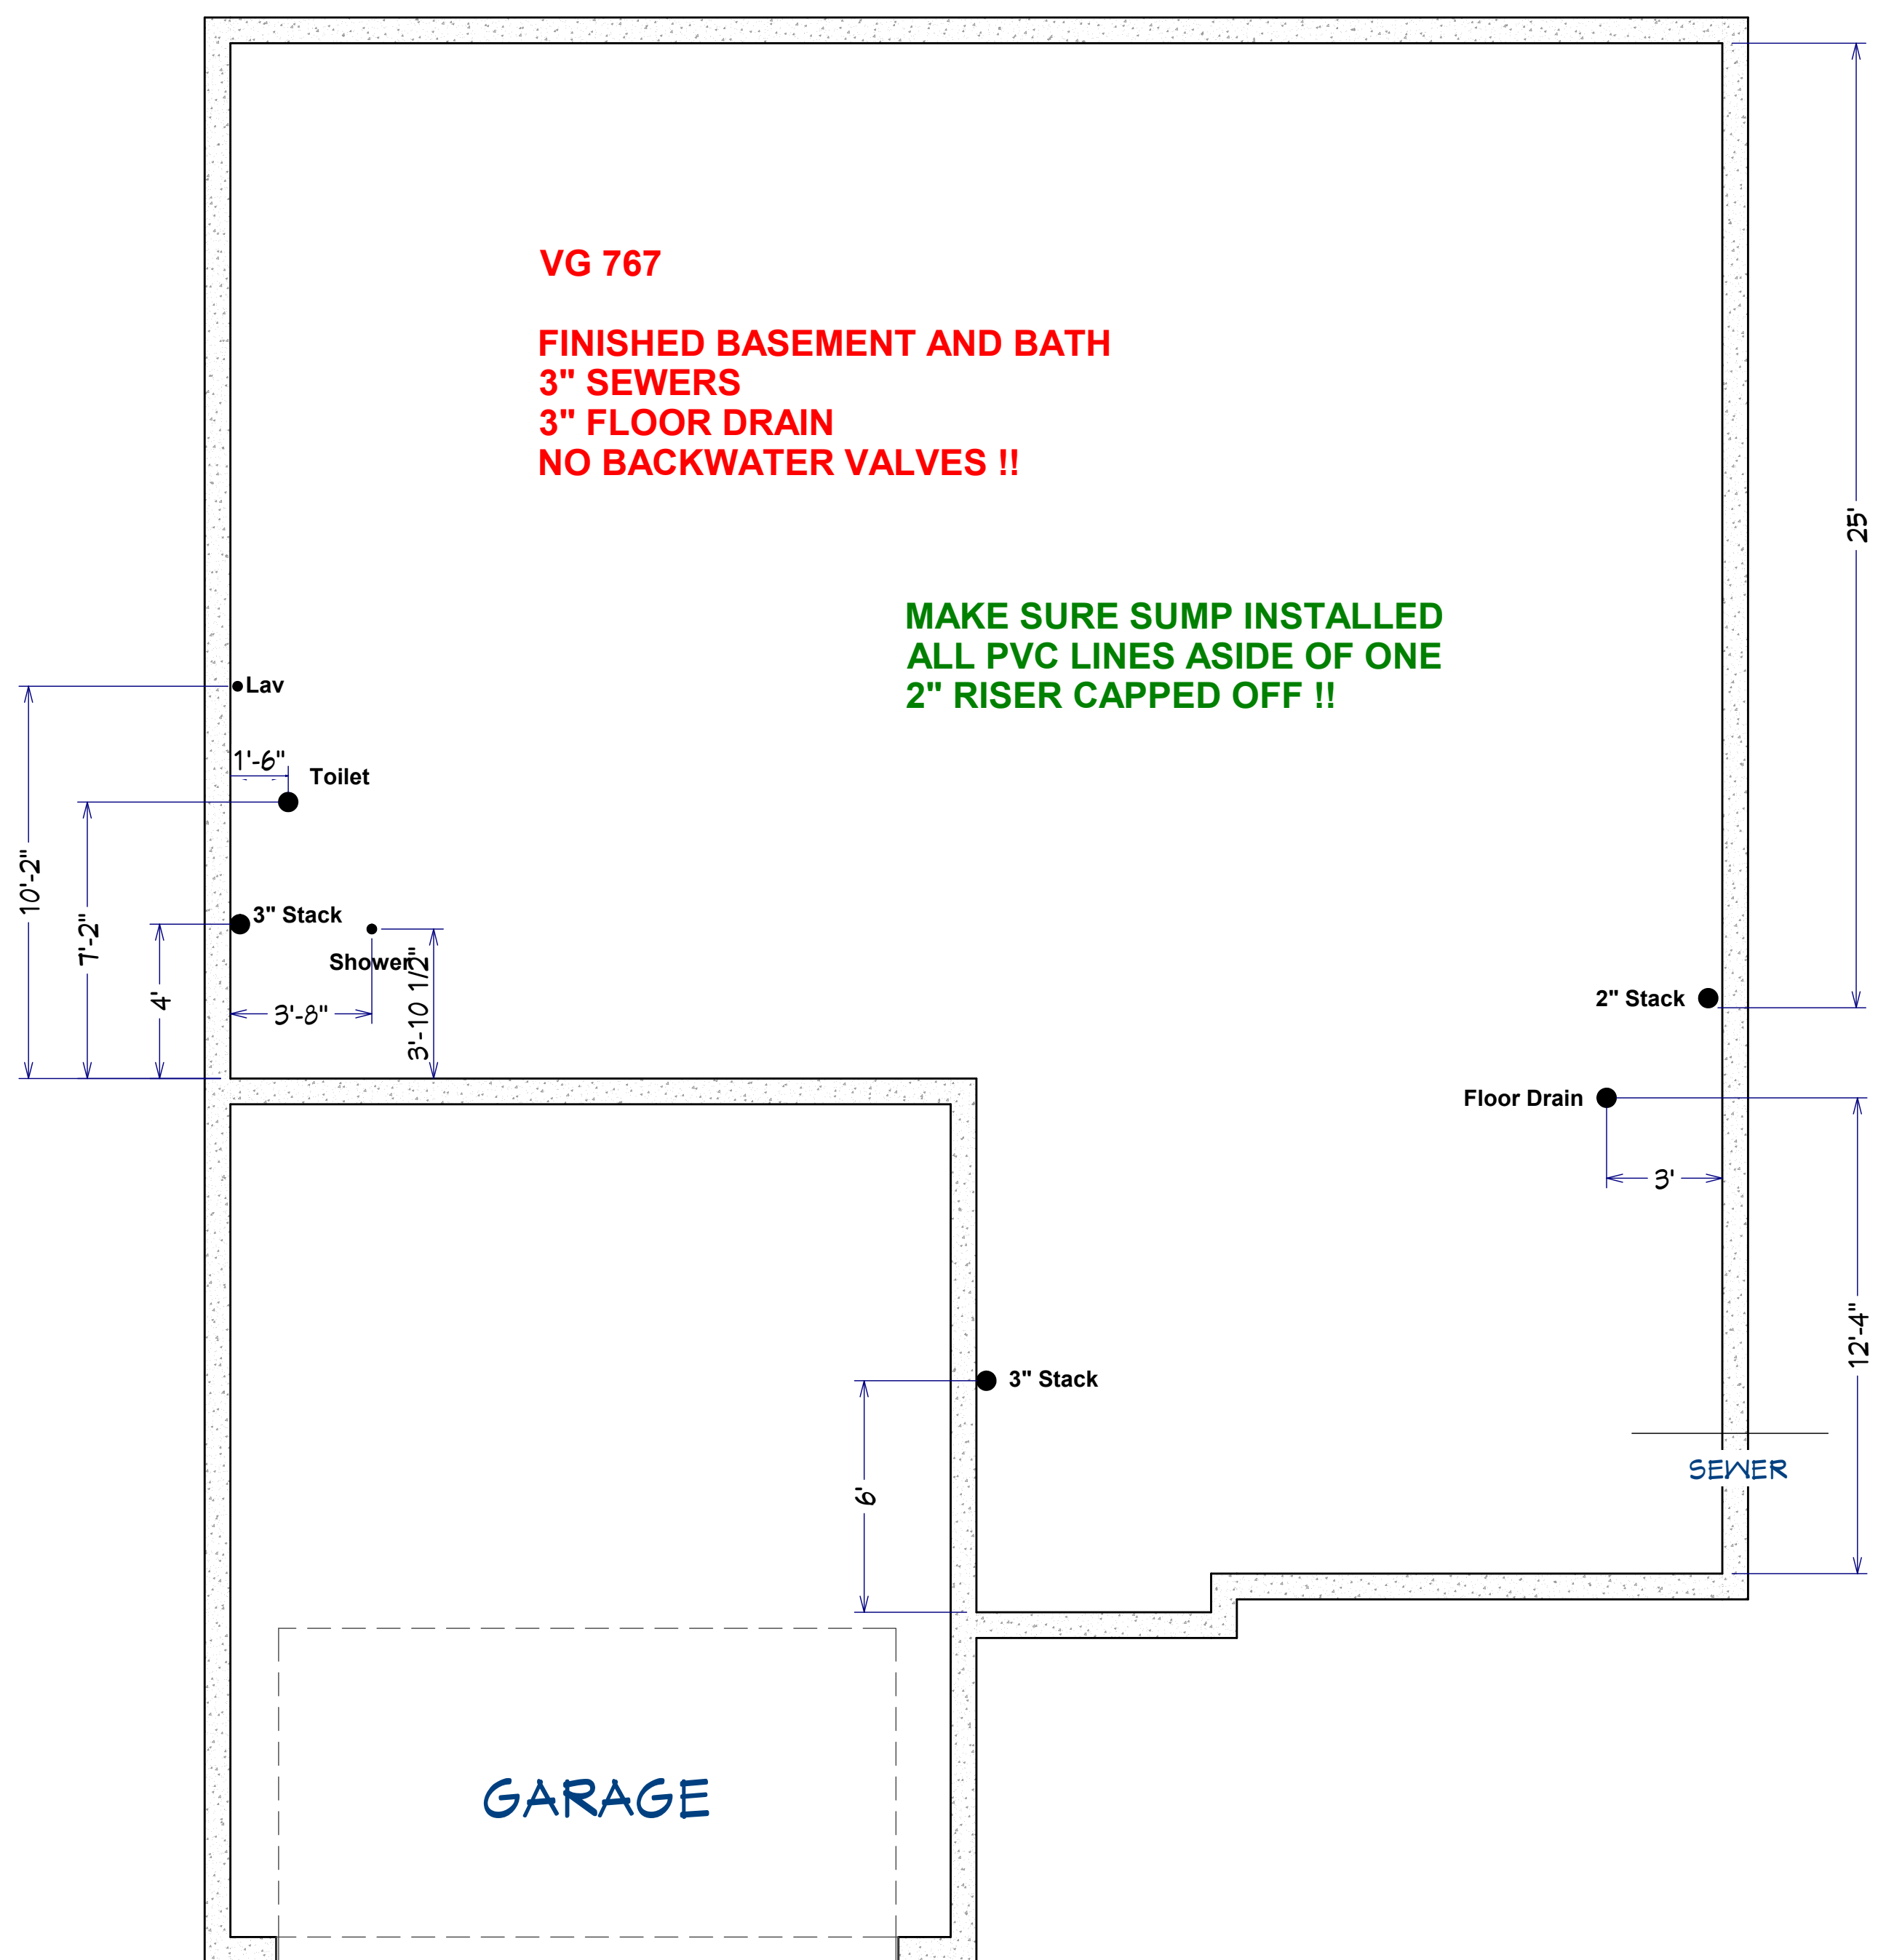 VG 767
FINISHED BASEMENT AND BATH
3" SEWERS
3" FLOOR DRAIN
NO BACKWATER VALVES !!
25'
MAKE SURE SUMP INSTALLED
ALL PVC LINES ASIDE OF ONE
2" RISER CAPPED OFF !!
Lav
1'-6"
Toilet
10'-2"
7'-2"
3" Stack
Shower
4'
3'-8"
3'-10 1/2"
2" Stack
Floor Drain
3'
12'-4"
3" Stack
SEWER
6'
GARAGE